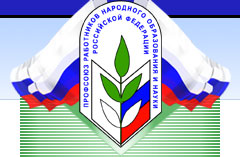 ПРОФСОЮЗ РАБОТНИКОВ НАРОДНОГО ОБРАЗОВАНИЯ И НАУКИ
РОССИЙСКОЙ ФЕДЕРАЦИИ